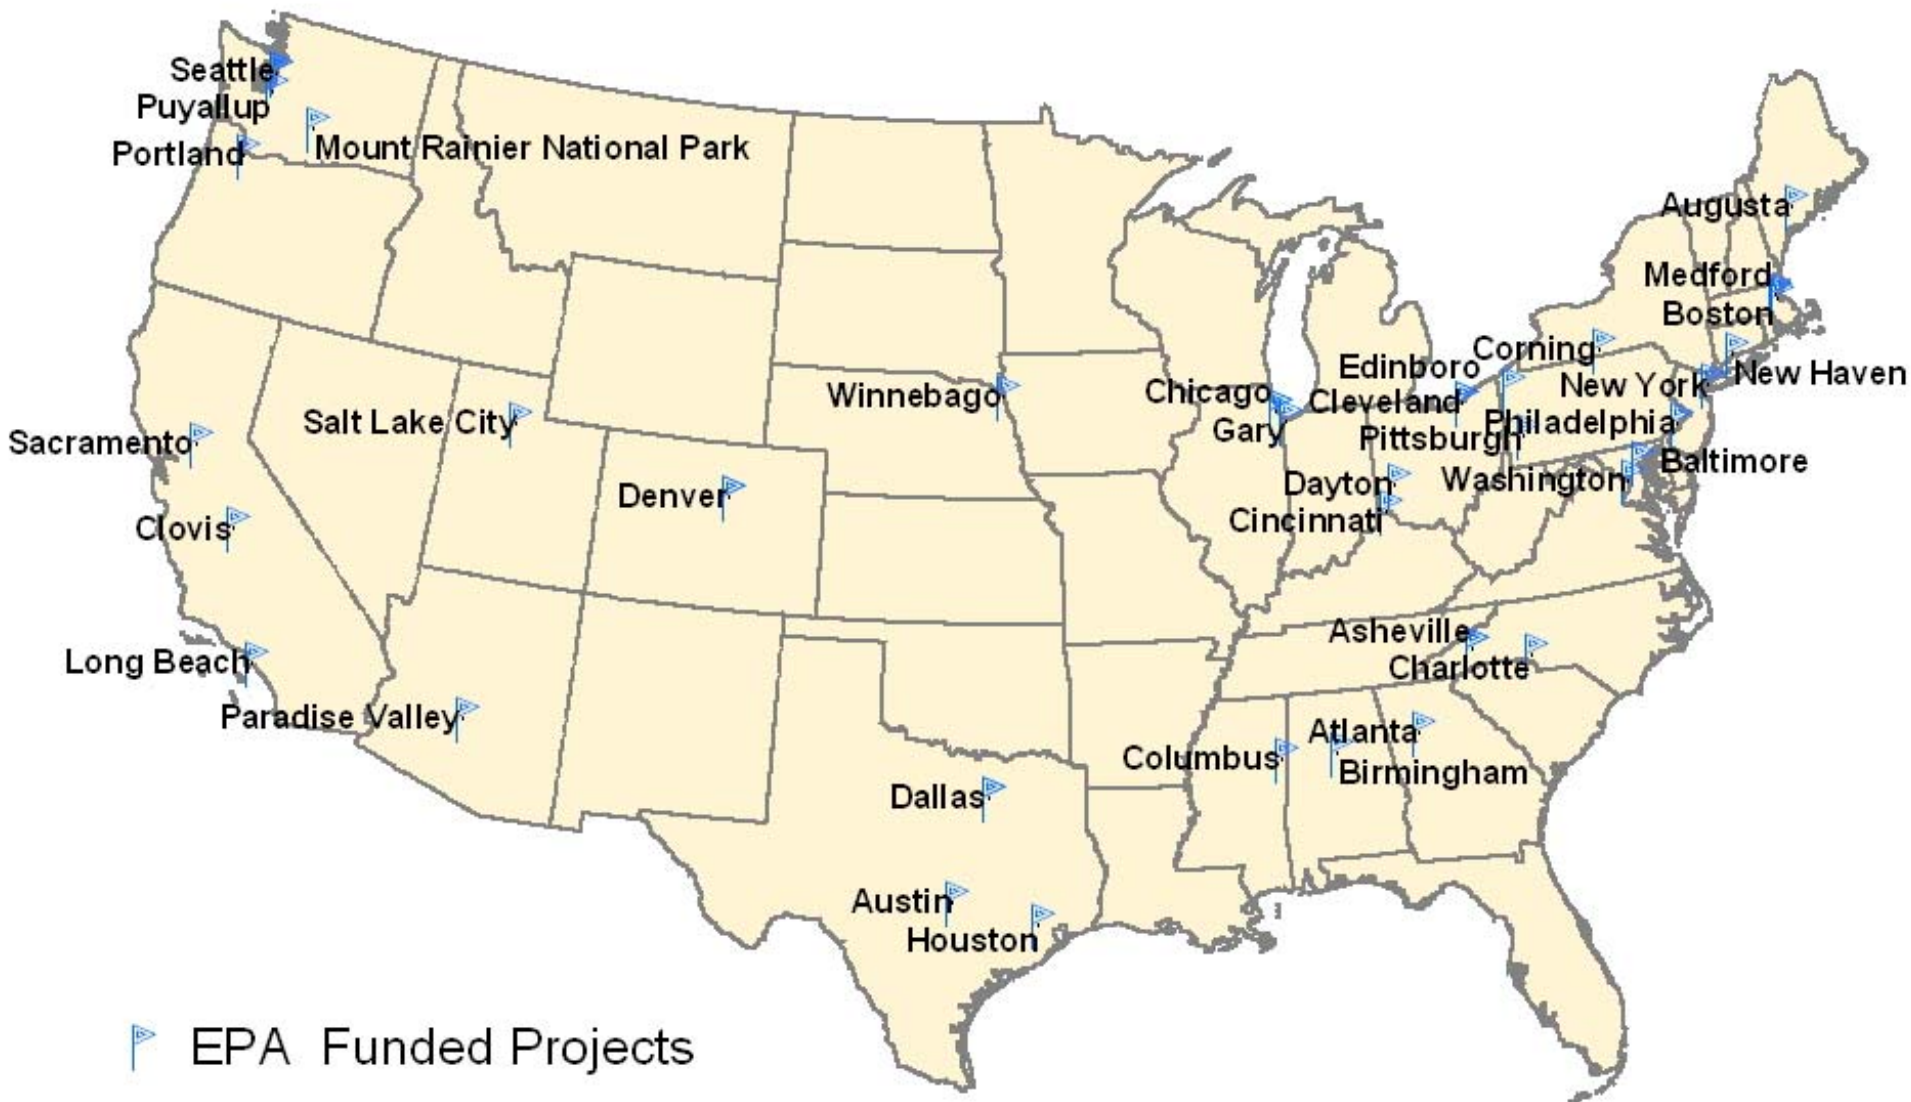 Seattle
Puyallup
Portland
Mount Rainier National Park
Augusta
Medford
Boston
Corning
Edinboro
New Haven
New York
Winnebago
Chicago
Cleveland
Salt Lake City
Philadelphia
Gary
Pittsburgh
Sacramento
Baltimore
Washington
Dayton
Denver
Cincinnati
Clovis
Asheville
Long Beach
Charlotte
Paradise Valley
Atlanta
Columbus
Birmingham
Dallas
Austin
Houston
EPA Funded Projects